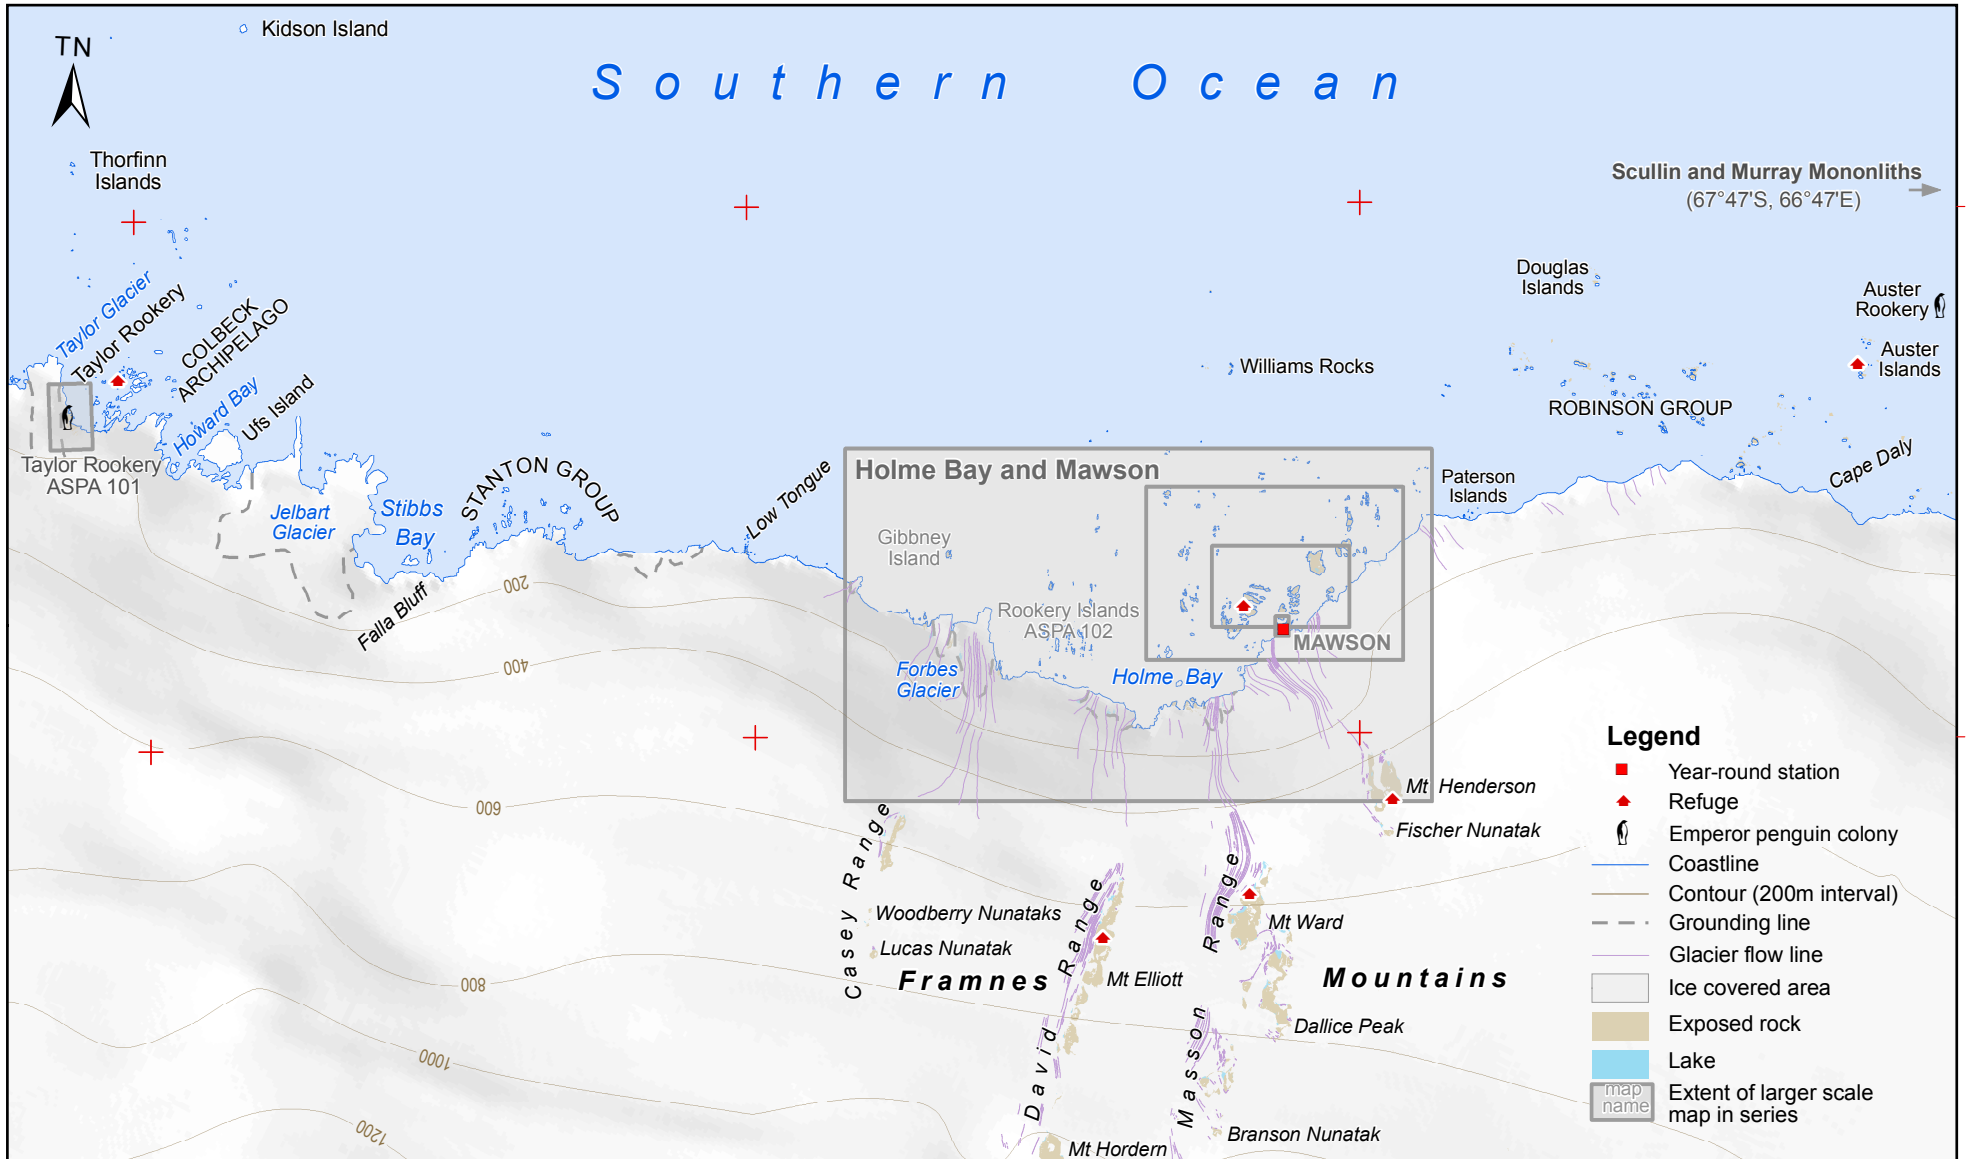 Kidson Island
TN
Southern Ocean
Thorfinn
Islands
Scullin and Murray Mononliths
(67°47'S, 66°47'E)
Douglas
Islands
Auster
Rookery
Auster
Islands
Taylor Glacier
Taylor Rookery
COLBECK
ARCHIPELAGO
Howard Bay
Ufs Island
Williams Rocks
ROBINSON GROUP
Taylor Rookery
ASPA 101
Jelbart
Glacier
Stibbs
Bay
STANTON GROUP
Low Tongue
Falla Bluff
Holme Bay and Mawson
Gibbney
Island
Rookery Islands
ASPA 102
MAWSON
Forbes
Glacier
Holme Bay
Paterson
Islands
Cape Daly
200
400
600
800
1000
1200
Mt Henderson
Fischer Nunatak
Casey Range
Woodberry Nunataks
Lucas Nunatak
Framnes Mountains
David Range
Mt Elliott
Masson Range
Mt Ward
Dallice Peak
Branson Nunatak
Mt Hordern
Legend
Year-round station
Refuge
Emperor penguin colony
Coastline
Contour (200m interval)
Grounding line
Glacier flow line
Ice covered area
Exposed rock
Lake
map
name
Extent of larger scale
map in series